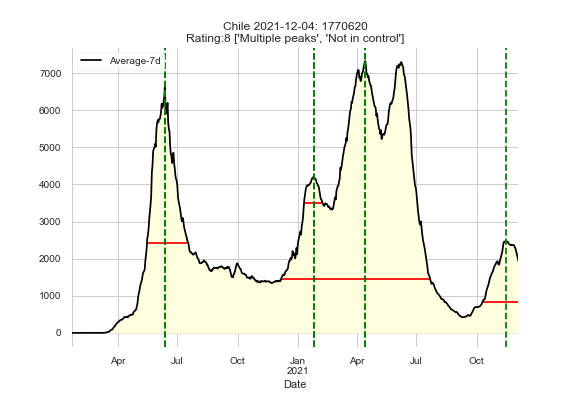 Chile 2021-12-04: 1770620
Rating:8 ['Multiple peaks', 'Not in control']
Average-7d
7000
6000
5000
4000
3000
2000
1000
0
Apr Jul Oct Jan Apr Jul Oct
2021
Date